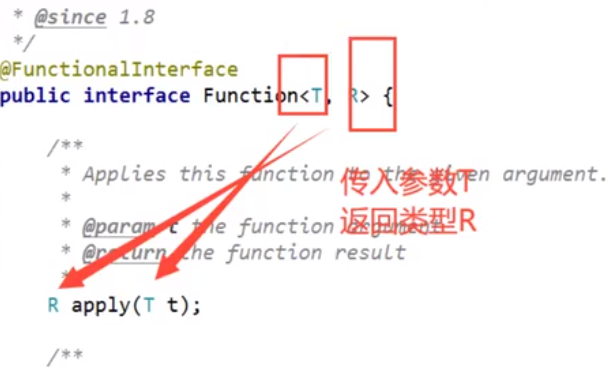 * @since 1.8
*/
@FunctionalInterface
public interface Function<T, R> {
/**
* Applies this function to the given argument.
*
* @param t the function argument.
* @return the function result
*
R apply(T t);
/**
传入参数T
返回类型R